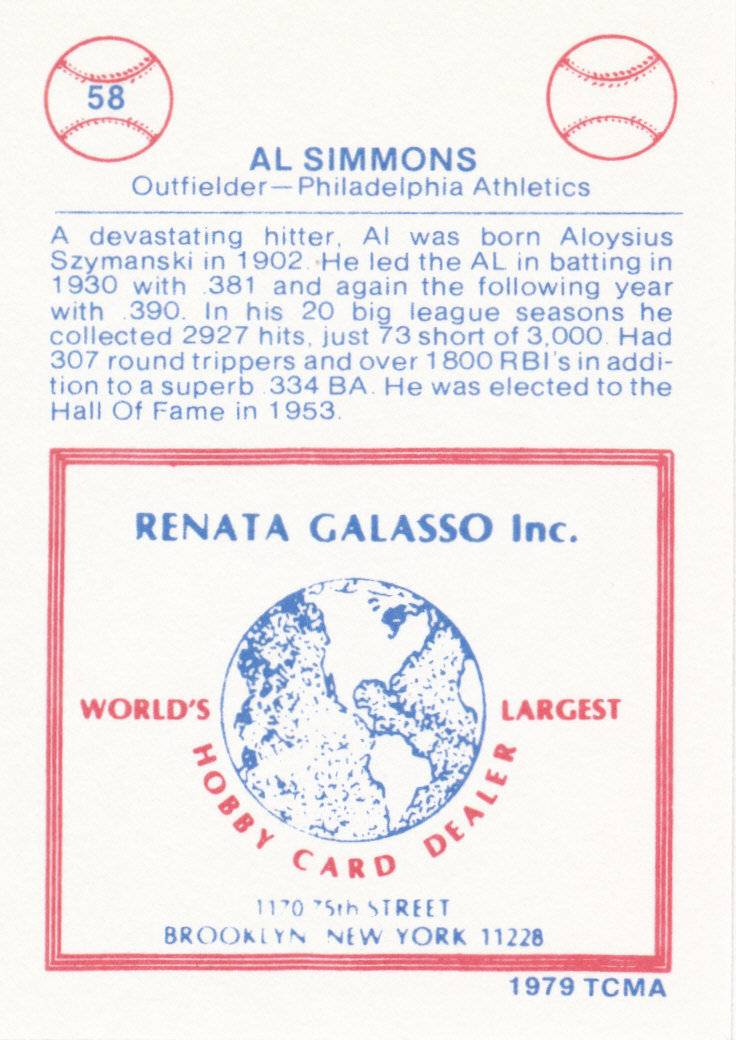 58
AL SIMMONS
Outfielder—Philadelphia Athletics
A devastating hitter, Al was born Aloysius
Szymanski in 1902. He led the AL in batting in
1930 with .381 and again the following year
with .390. In his 20 big league seasons he
collected 2927 hits, just 73 short of 3,000. Had
307 round trippers and over 1800 RBI's in addi-
tion to a superb .334 BA. He was elected to the
Hall Of Fame in 1953.
RENATA GALASSO Inc.
WORLD'S LARGEST
HOBBY CARD DEALER
1170 75th STREET
BROOKLYN NEW YORK 11228
1979 TCMA